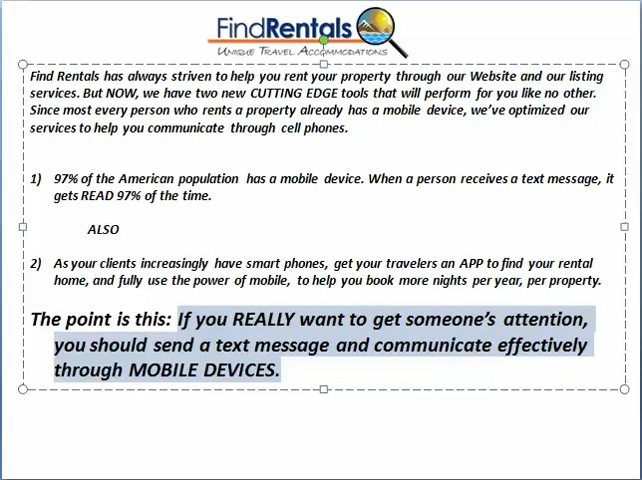 FindRentals
UNIQUE TRAVEL ACCOMMODATIONS
Find Rentals has always striven to help you rent your property through our Website and our listing
services. But NOW, we have two new CUTTING EDGE tools that will perform for you like no other.
Since most every person who rents a property already has a mobile device, we've optimized our
services to help you communicate through cell phones.
1) 97% of the American population has a mobile device. When a person receives a text message, it
gets READ 97% of the time.
ALSO
2) As your clients increasingly have smart phones, get your travelers an APP to find your rental
home, and fully use the power of mobile, to help you book more nights per year, per property.
The point is this: If you REALLY want to get someone's attention,
you should send a text message and communicate effectively
through MOBILE DEVICES.